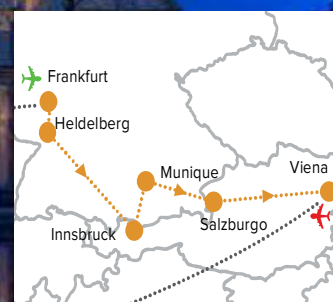 Frankfurt
Heldelberg
Munique
Viena
Innsbruck
Salzburgo